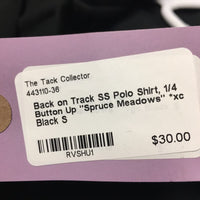 The Tack Collector
443110-36
Back on Track SS Polo Shirt, 1/4
Button Up "Spruce Meadows" *xc
Black S
$30.00
RVSHU1